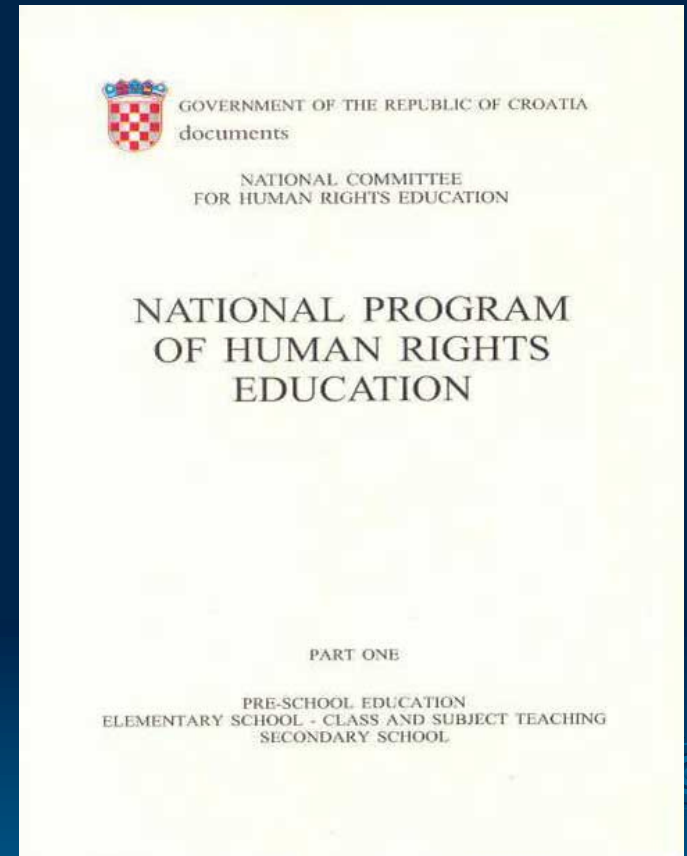 GOVERNMENT OF THE REPUBLIC OF CROATIA
documents
NATIONAL COMMITTEE
FOR HUMAN RIGHTS EDUCATION
NATIONAL PROGRAM
OF HUMAN RIGHTS
EDUCATION
PART ONE
PRE-SCHOOL EDUCATION
ELEMENTARY SCHOOL - CLASS AND SUBJECT TEACHING
SECONDARY SCHOOL